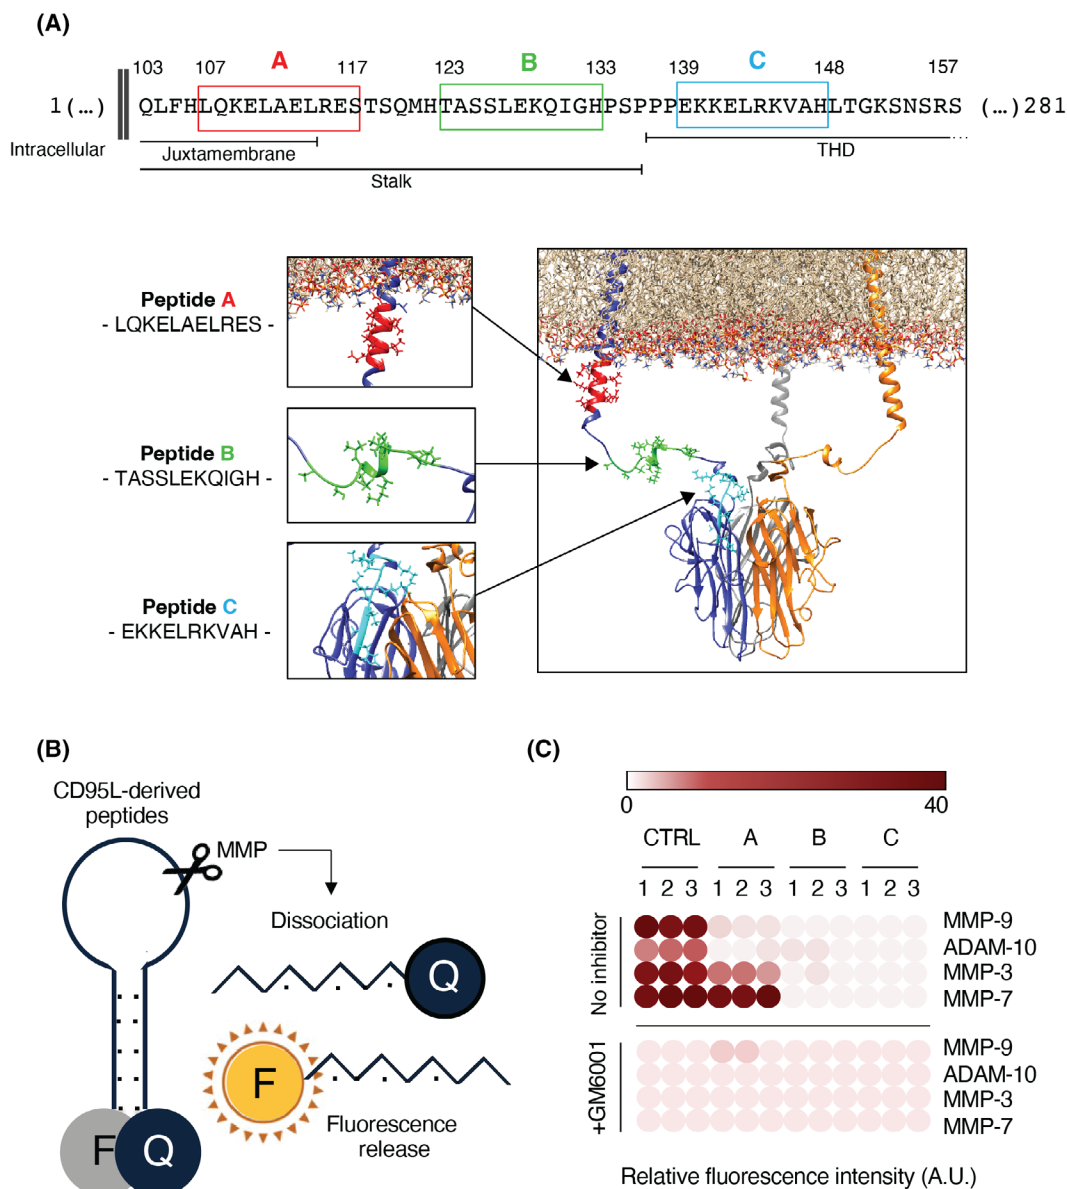 (A)
A B C
103 107 117 123 133 139 148 157
1(…) QLFHLQKELAELRESTSQMHTASSLEKQIGHPSPPPEKKELRKVAHLTGKSNSRS (…)281
Intracellular
Juxtamembrane
THD
Stalk
Peptide A
- LQKELAELRES -
Peptide B
- TASSLEKQIGH -
Peptide C
- EKKELRKVAH -
(B)
CD95L-derived
peptides
MMP
Dissociation
Q
F
Fluorescence
release
F Q
(C)
0 40
CTRL A B C
1 2 3 1 2 3 1 2 3 1 2 3
No inhibitor
MMP-9
ADAM-10
MMP-3
MMP-7
+GM6001
MMP-9
ADAM-10
MMP-3
MMP-7
Relative fluorescence intensity (A.U.)